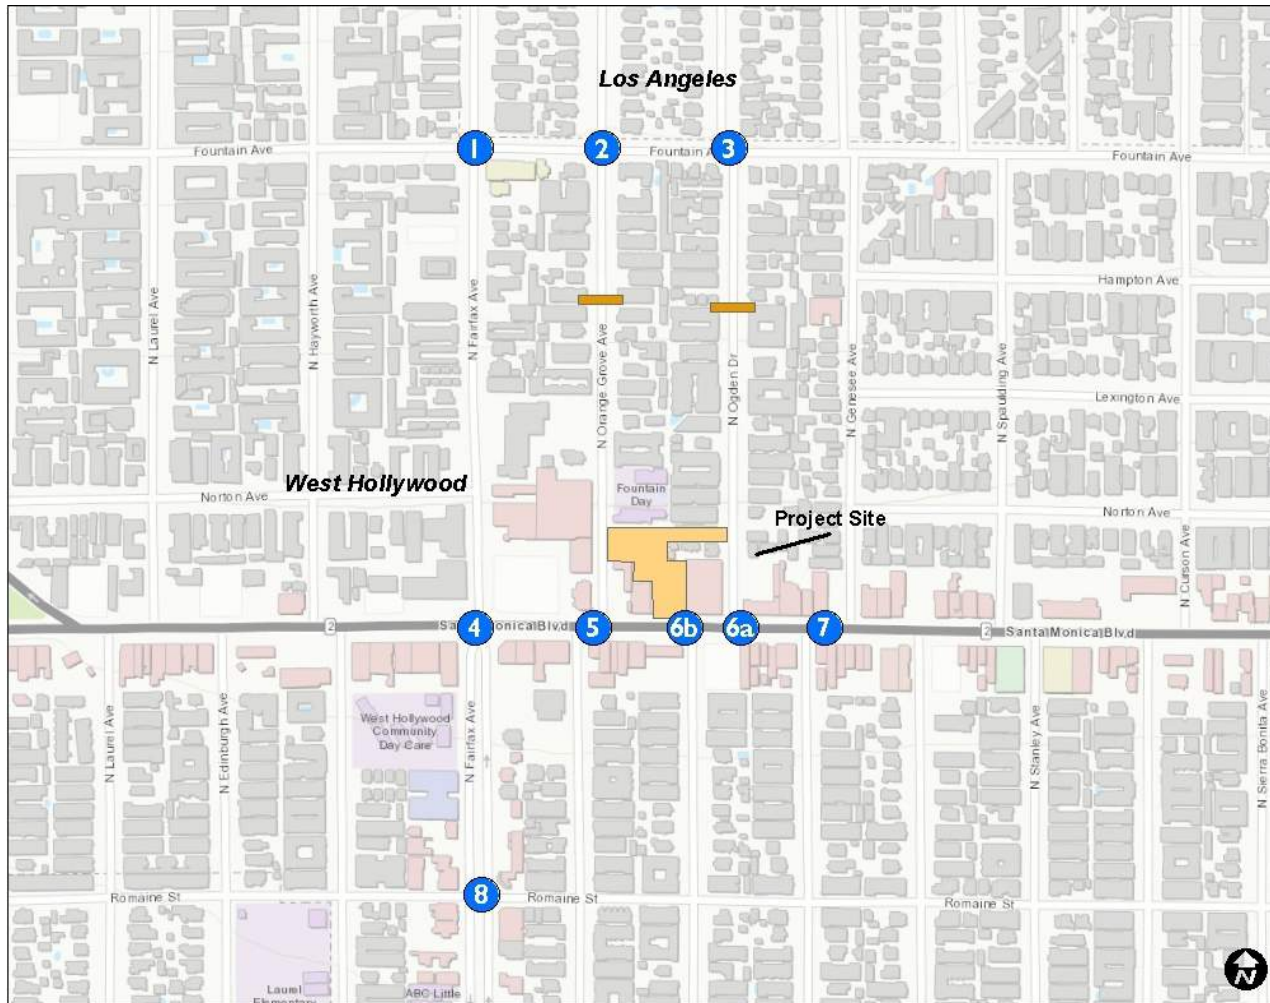 Los Angeles
1
2
3
Fountain Ave
Fountain A
Fountain Ave
Hampton Ave
N Laurel Ave
N Hayworth Ave
N Fairfax Ave
N Orange Grove Ave
N Ogden Dr
N Genesee Ave
N Spaulding Ave
Lexington Ave
West Hollywood
Norton Ave
Fountain
Day
Norton Ave
Project Site
N Curson Ave
2
4
Sa
Monica Blvd
5
6b
6a
7
2
Santa Monica Blvd
West Hollywood
Community
Day Care
N Laurel Ave
N Edinburgh Ave
N Fairfax Ave
N Stanley Ave
N Sierra Bonita Ave
8
Romaine St
Romaine St
Romaine St
Laurel
Elementary
ABC Little
N